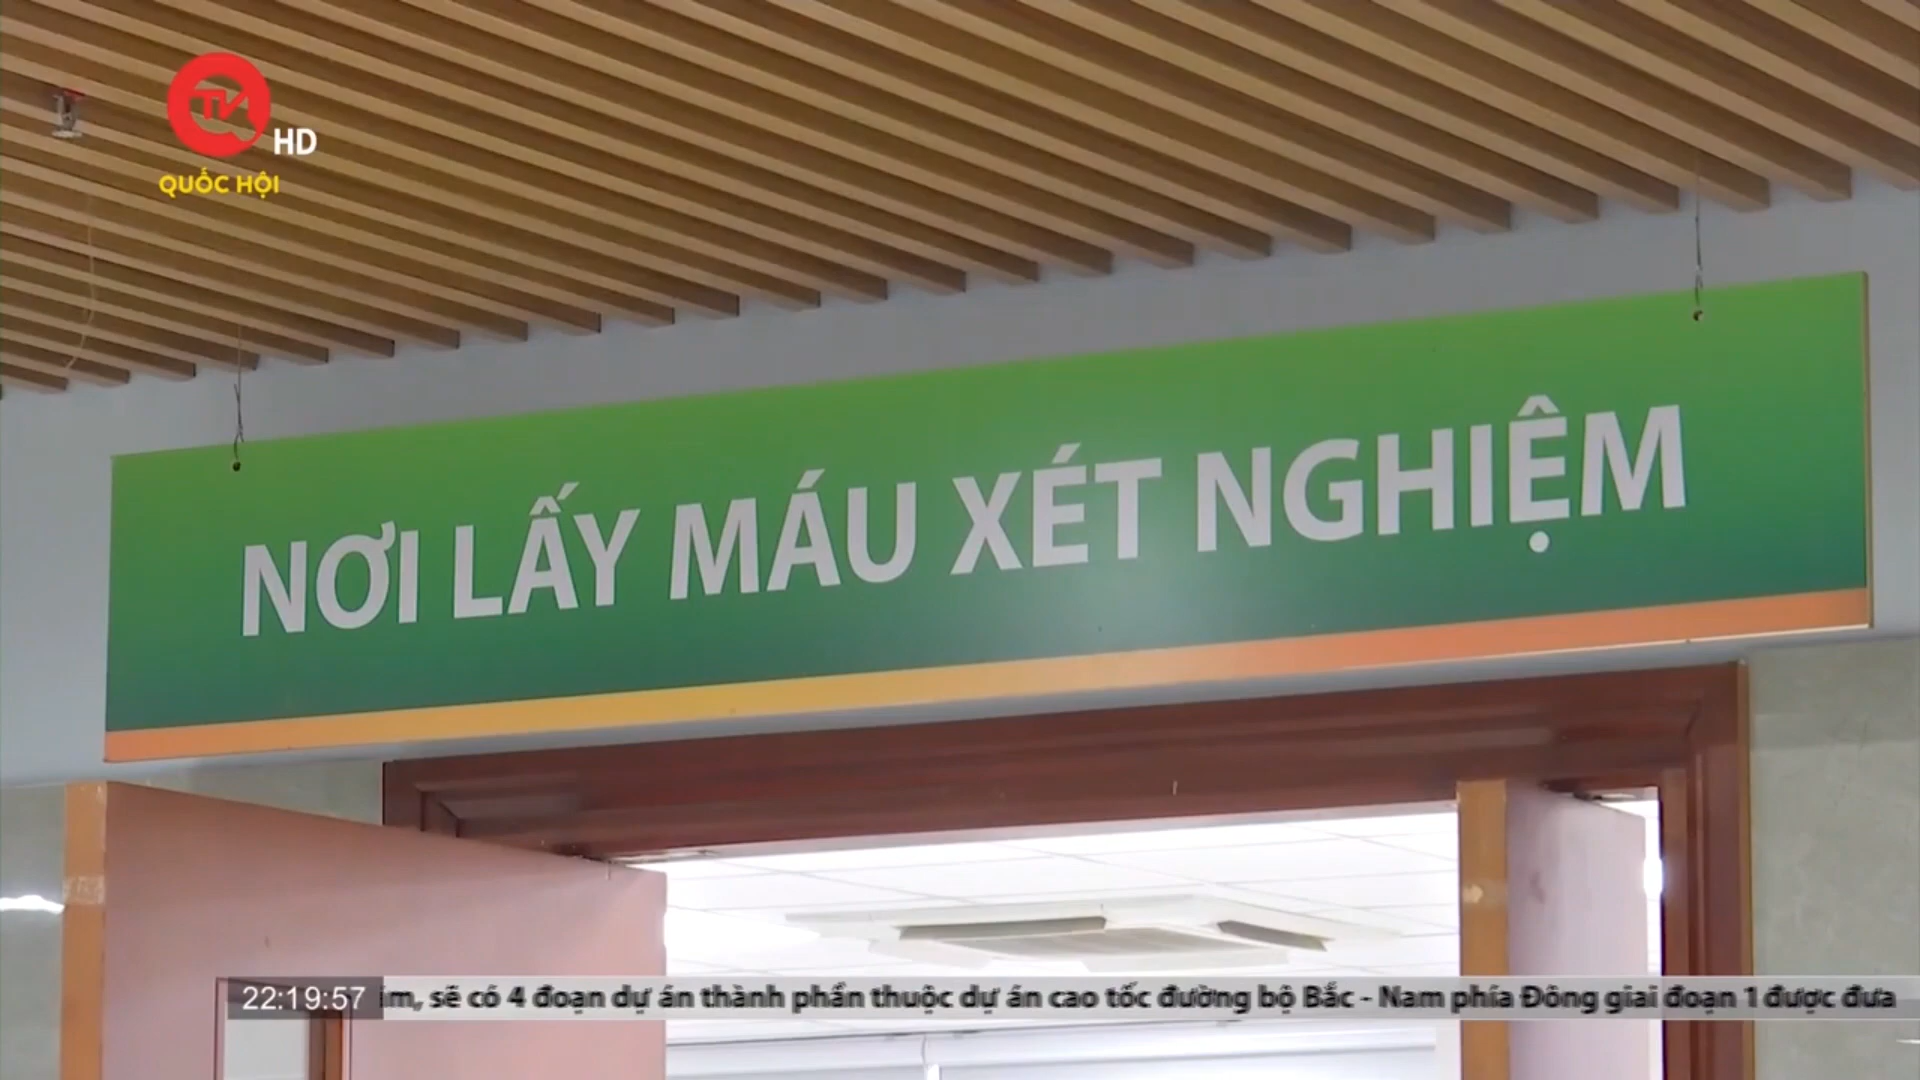 TV HD
QUỐC HỘI
NƠI LẤY MÁU XÉT NGHIỆM
22:19:57 sẽ có 4 đoạn dự án thành phần thuộc dự án cao tốc đường bộ Bắc - Nam phía Đông giai đoạn 1 được đưa